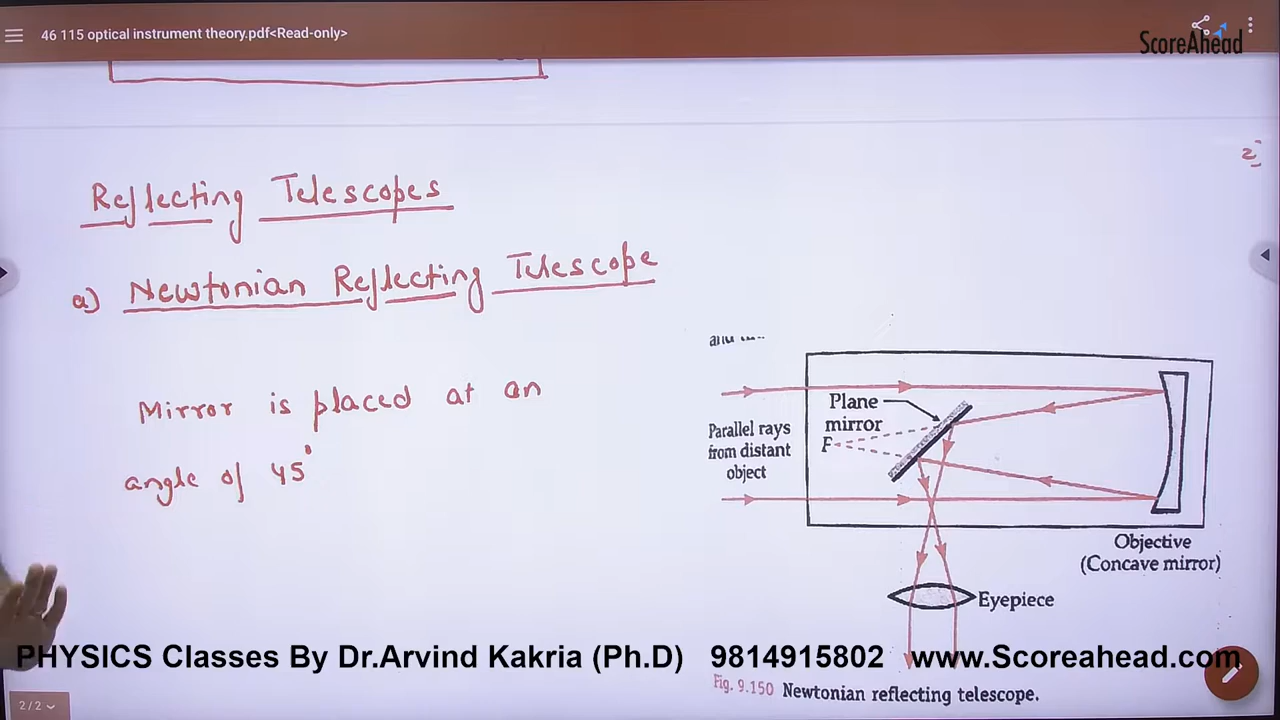 46 115 optical instrument theory.pdf<Read-only>
ScoreAhead
Reflecting Telescopes
a) Newtonian Reflecting Telescope
Mirror is placed at an
angle of 45°
Plane
mirror
F
Parallel rays
from distant
object
Objective
(Concave mirror)
Eyepiece
Fig. 9.150 Newtonian reflecting telescope.
PHYSICS Classes By Dr.Arvind Kakria (Ph.D) 9814915802 www.Scoreahead.com
2/2